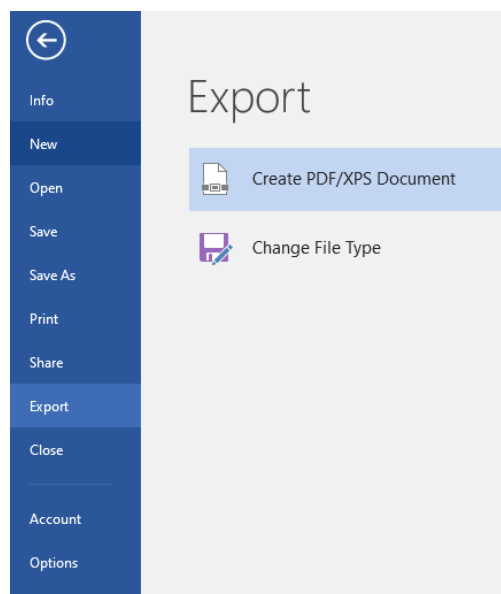 Info
New
Open
Save
Save As
Print
Share
Export
Close
Account
Options
Export
Create PDF/XPS Document
Change File Type